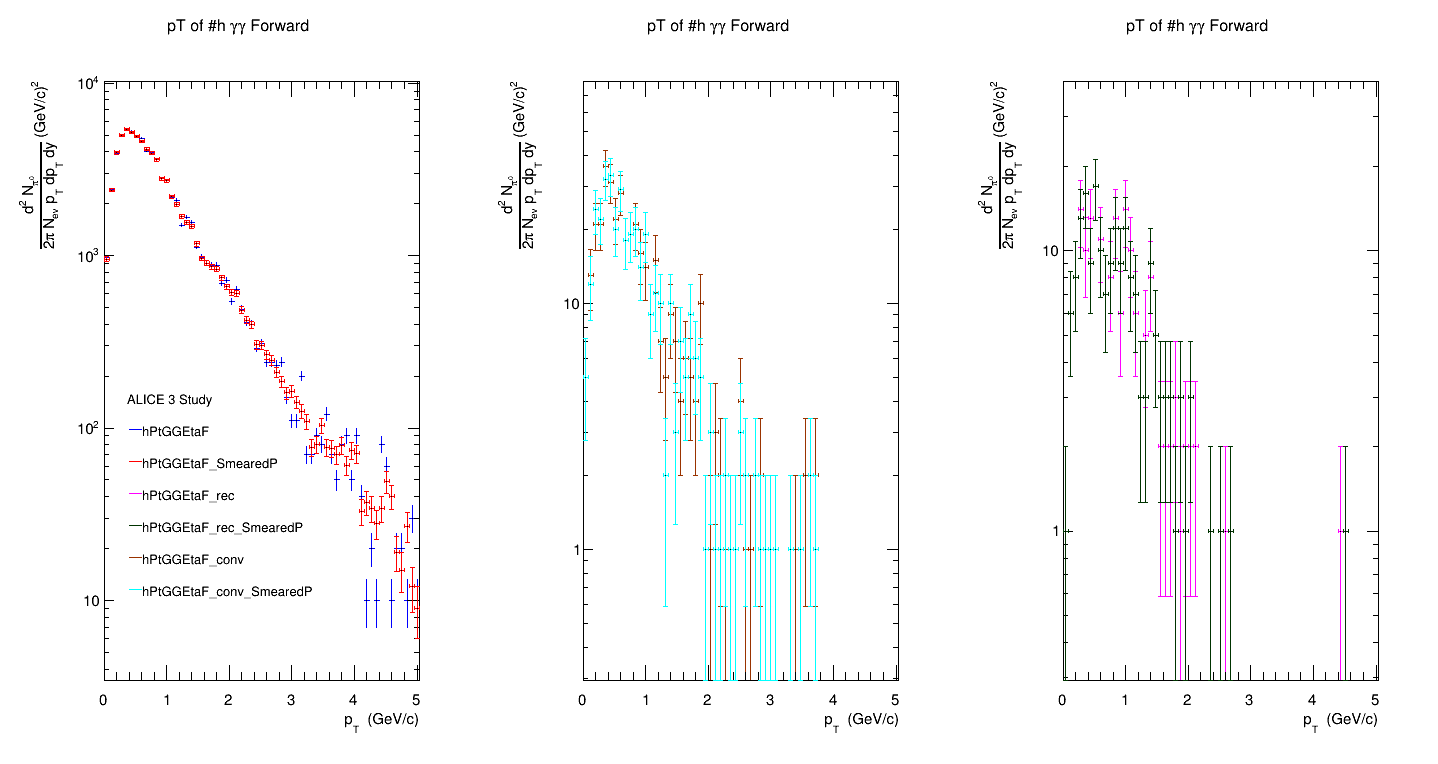 pT of #h γγ Forward
d² N_π⁰
2π N_ev p_T dp_T dy
(GeV/c)²
10⁴
10³
10²
10
ALICE 3 Study
hPtGGEtaF
hPtGGEtaF_SmearedP
hPtGGEtaF_rec
hPtGGEtaF_rec_SmearedP
hPtGGEtaF_conv
hPtGGEtaF_conv_SmearedP
0 1 2 3 4 5
p_T (GeV/c)
pT of #h γγ Forward
d² N_π⁰
2π N_ev p_T dp_T dy
(GeV/c)²
10
1
0 1 2 3 4 5
p_T (GeV/c)
pT of #h γγ Forward
d² N_π⁰
2π N_ev p_T dp_T dy
(GeV/c)²
10
1
0 1 2 3 4 5
p_T (GeV/c)